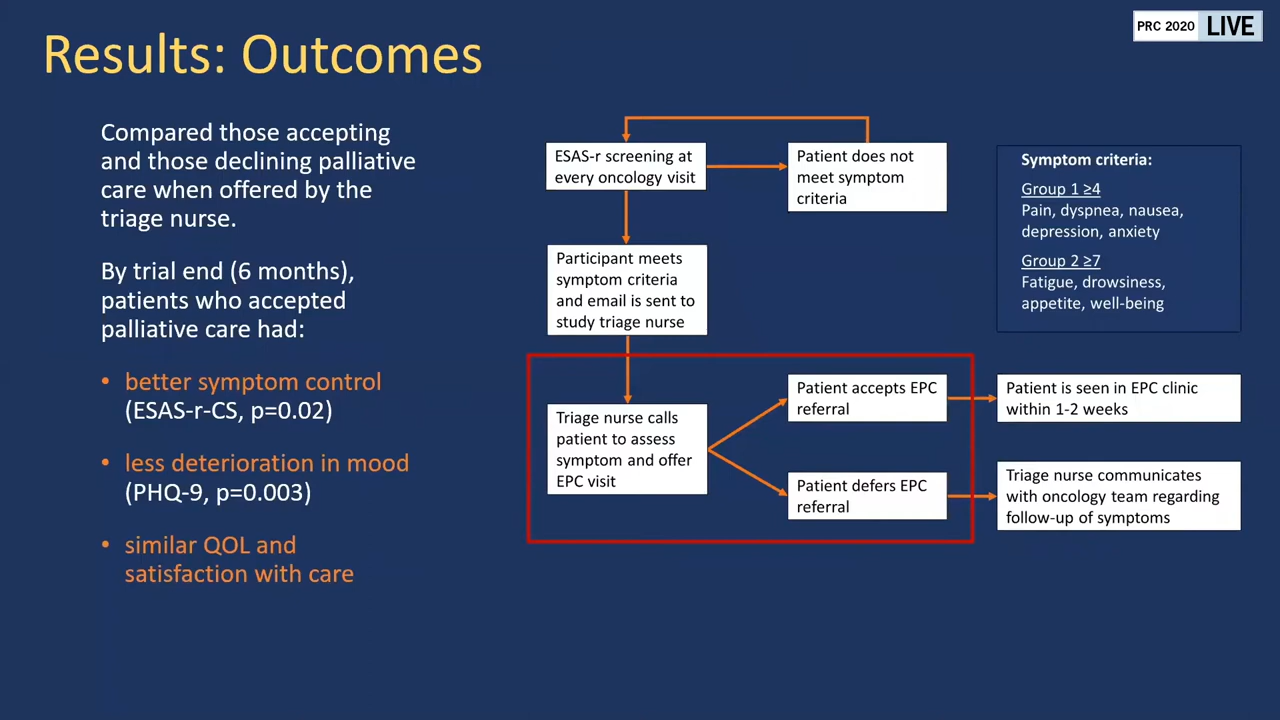 PRC 2020 LIVE
Results: Outcomes
Compared those accepting
and those declining palliative
care when offered by the
triage nurse.
By trial end (6 months),
patients who accepted
palliative care had:
• better symptom control
(ESAS-r-CS, p=0.02)
• less deterioration in mood
(PHQ-9, p=0.003)
• similar QOL and
satisfaction with care
ESAS-r screening at
every oncology visit
Patient does not
meet symptom
criteria
Participant meets
symptom criteria
and email is sent to
study triage nurse
Triage nurse calls
patient to assess
symptom and offer
EPC visit
Patient accepts EPC
referral
Patient defers EPC
referral
Symptom criteria:
Group 1 ≥4
Pain, dyspnea, nausea,
depression, anxiety
Group 2 ≥7
Fatigue, drowsiness,
appetite, well-being
Patient is seen in EPC clinic
within 1-2 weeks
Triage nurse communicates
with oncology team regarding
follow-up of symptoms